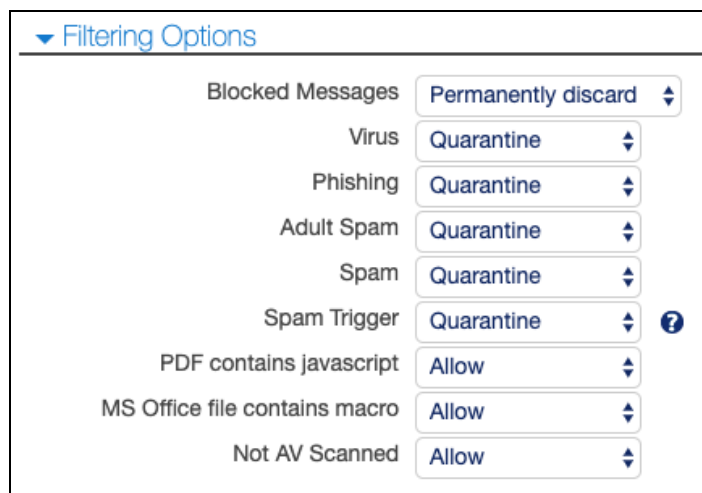 Filtering Options
Blocked Messages Permanently discard
Virus Quarantine
Phishing Quarantine
Adult Spam Quarantine
Spam Quarantine
Spam Trigger Quarantine ?
PDF contains javascript Allow
MS Office file contains macro Allow
Not AV Scanned Allow